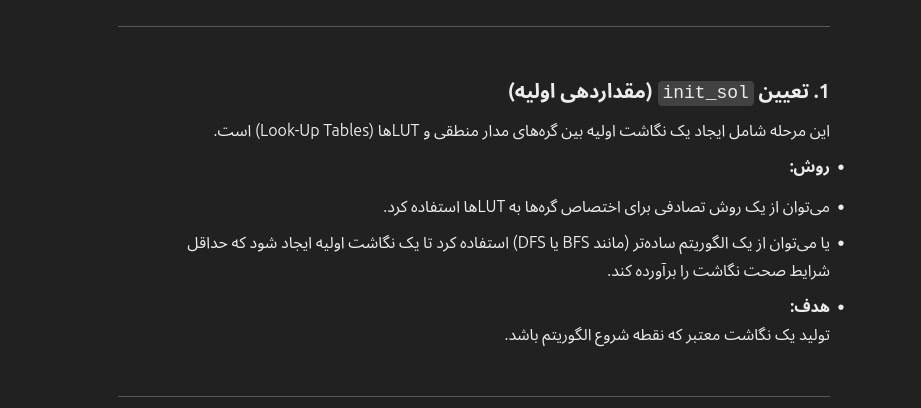 1. تعیین init_sol (مقداردهی اولیه)
این مرحله شامل ایجاد یک نگاشت اولیه بین گره‌های مدار منطقی و LUTها (Look-Up Tables) است.
• روش:
• می‌توان از یک روش تصادفی برای اختصاص گره‌ها به LUTها استفاده کرد.
• یا می‌توان از یک الگوریتم ساده‌تر (مانند BFS یا DFS) استفاده کرد تا یک نگاشت اولیه ایجاد شود که حداقل
شرایط صحت نگاشت را برآورده کند.
• هدف:
تولید یک نگاشت معتبر که نقطه شروع الگوریتم باشد.